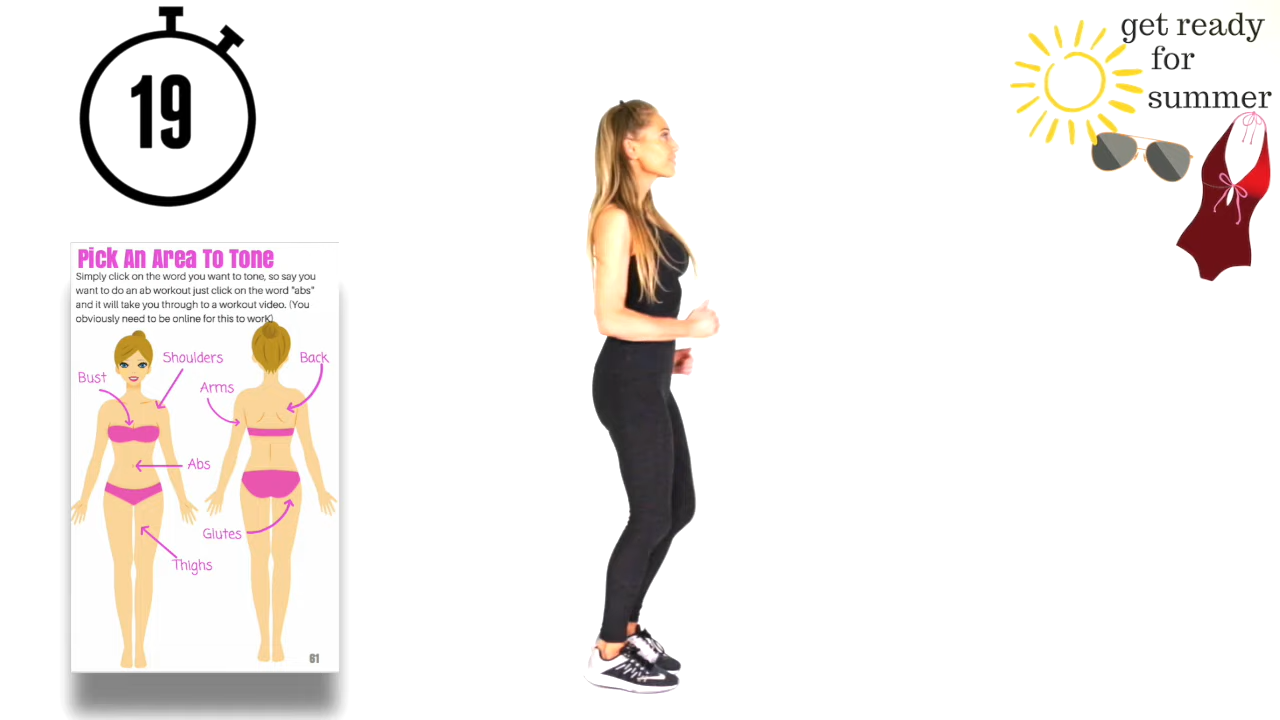 19
get ready
for
summer
Pick An Area To Tone
Simply click on the word you want to tone, so say you
want to do an ab workout just click on the word "abs"
and it will take you through to a workout video. (You
obviously need to be online for this to work)
Shoulders
Back
Bust
Arms
Abs
Glutes
Thighs
61